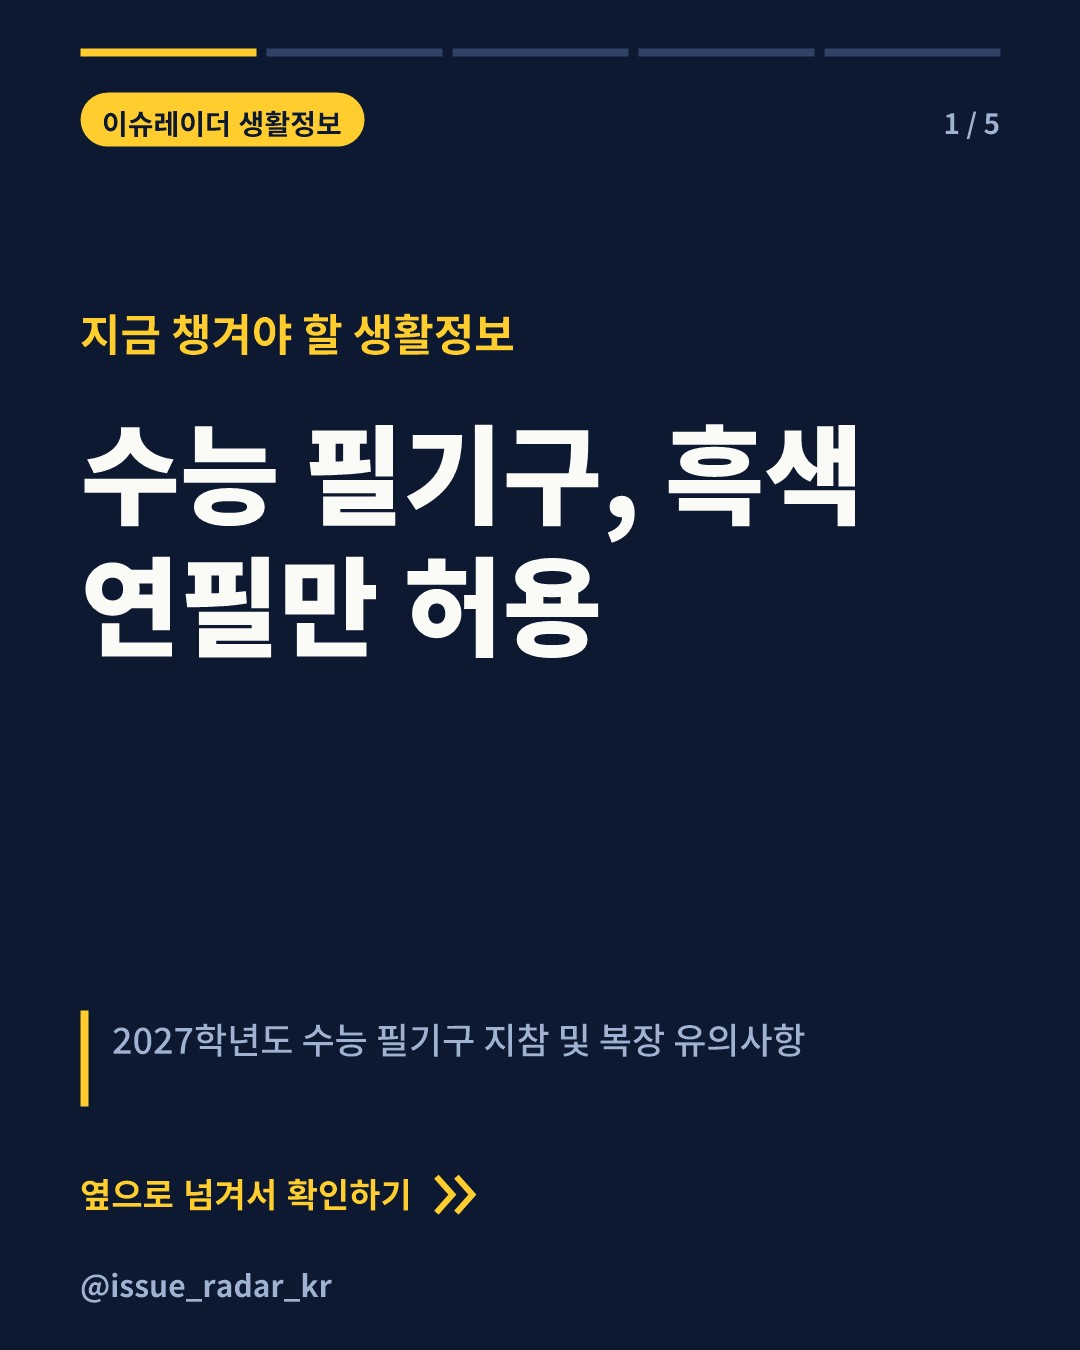 이슈레이더 생활정보
1 / 5
지금 챙겨야 할 생활정보
수능 필기구, 흑색
연필만 허용
2027학년도 수능 필기구 지참 및 복장 유의사항
옆으로 넘겨서 확인하기
@issue_radar_kr